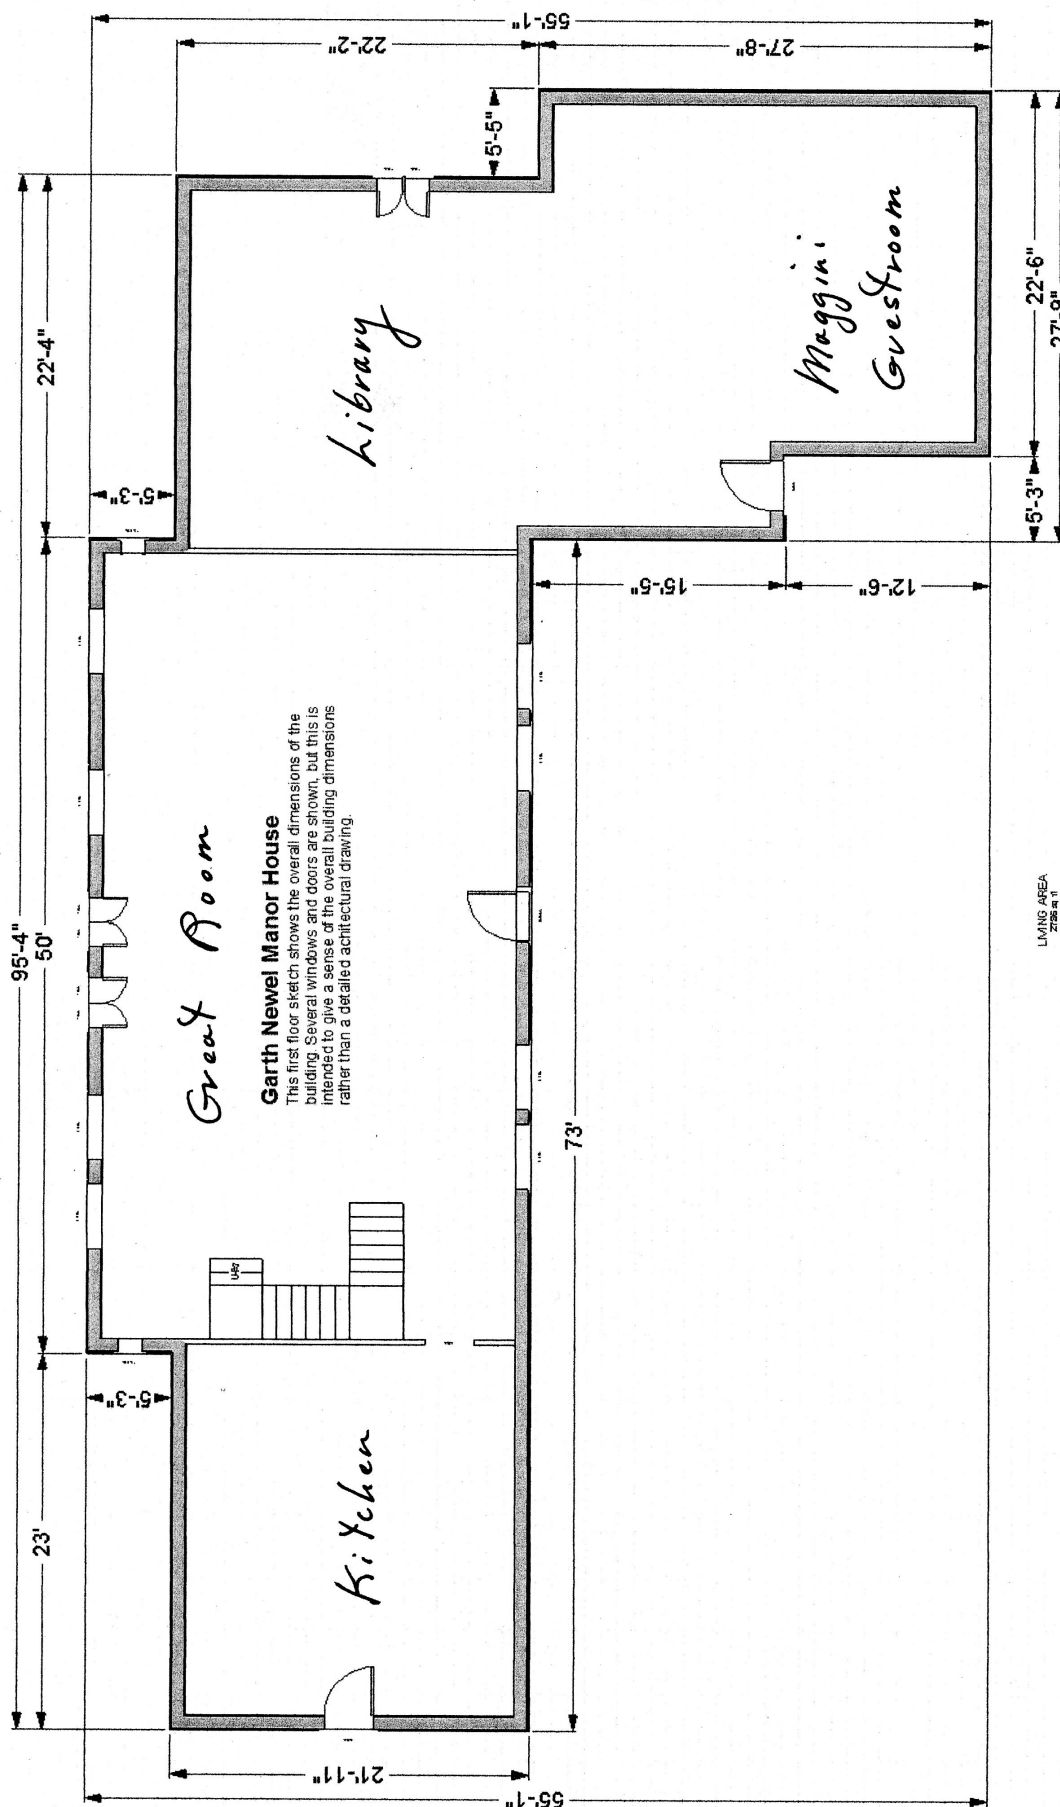 55'-1"
22'-2"
27'-8"
5'-5"
95'-4"
50'
22'-4"
23'
5'-3"
5'-3"
Library
Maggini
Guestroom
22'-6"
27'-9"
5'-3"
15'-5"
12'-6"
Great Room
Garth Newel Manor House
This first floor sketch shows the overall dimensions of the
building. Several windows and doors are shown, but this is
intended to give a sense of the overall building dimensions
rather than a detailed achitectural drawing.
73'
LIVING AREA
Kitchen
21'-11"
55'-1"